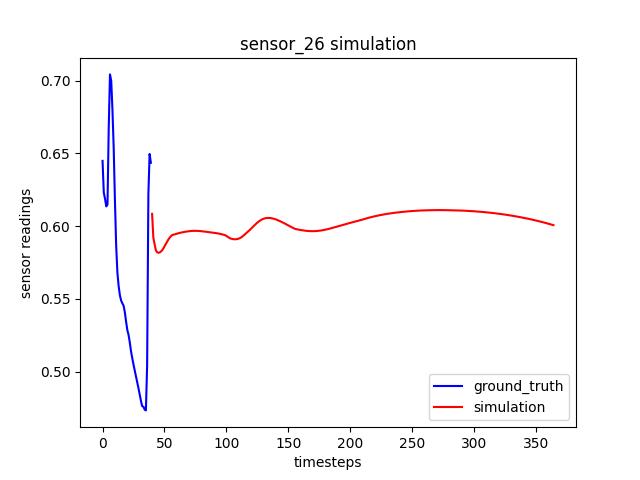 sensor_26 simulation
sensor readings
0.70
0.65
0.60
0.55
0.50
0 50 100 150 200 250 300 350
timesteps
ground_truth
simulation